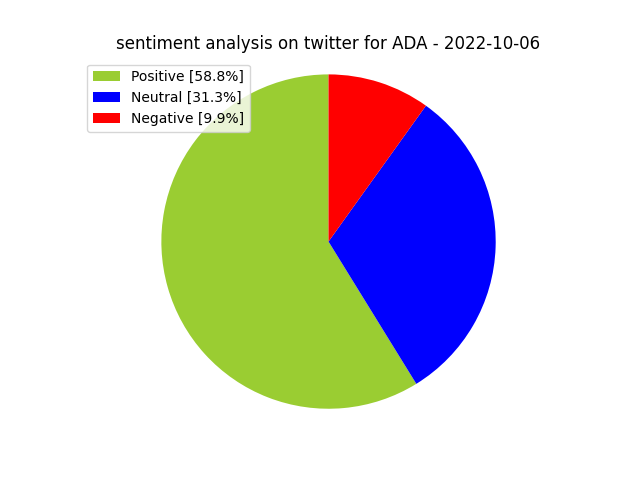 sentiment analysis on twitter for ADA - 2022-10-06
Positive [58.8%]
Neutral [31.3%]
Negative [9.9%]